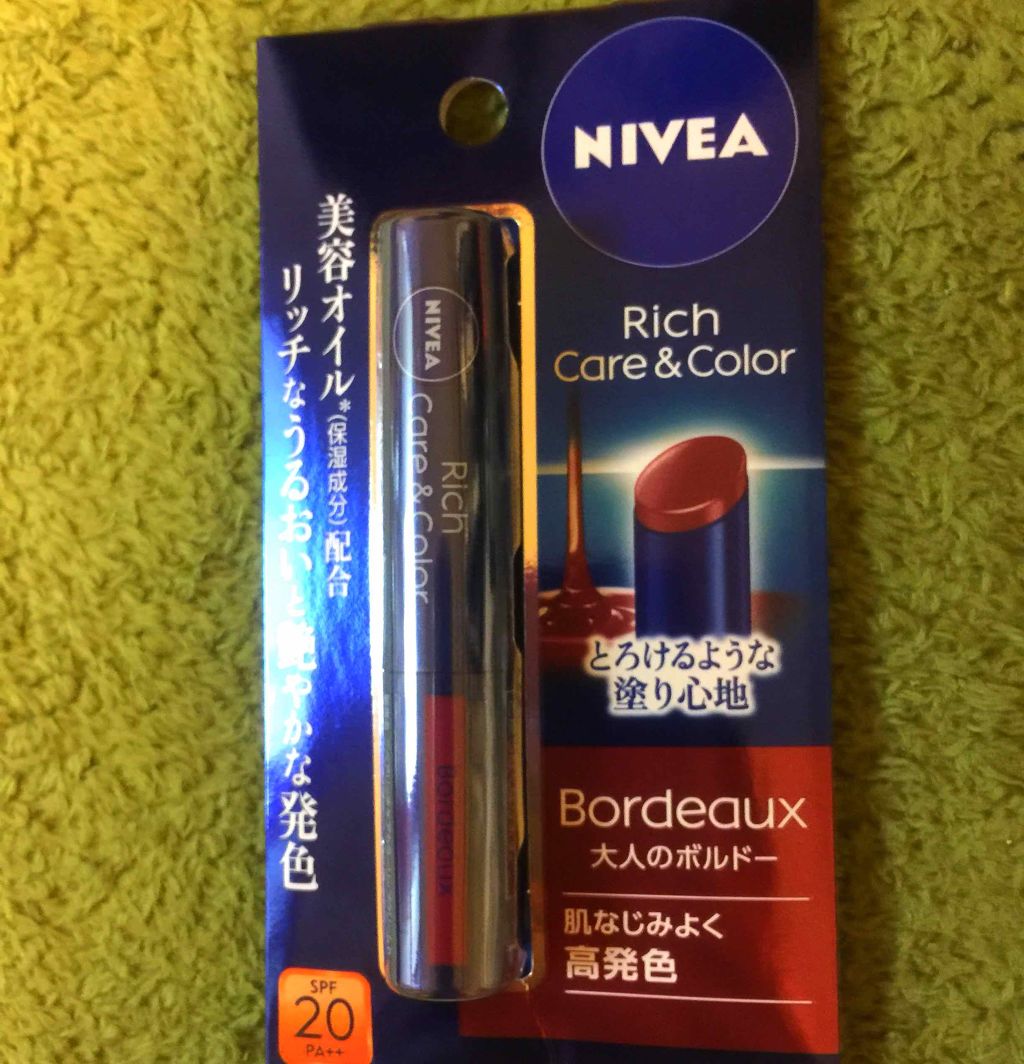 NIVEA
Rich
Care & Color
美容オイル*(保湿成分)配合
リッチなうるおいと艶やかな発色
NIVEA
Rich
Care & Color
Bordeaux
とろけるような
塗り心地
Bordeaux
大人のボルドー
肌なじみよく
高発色
SPF
20
PA++